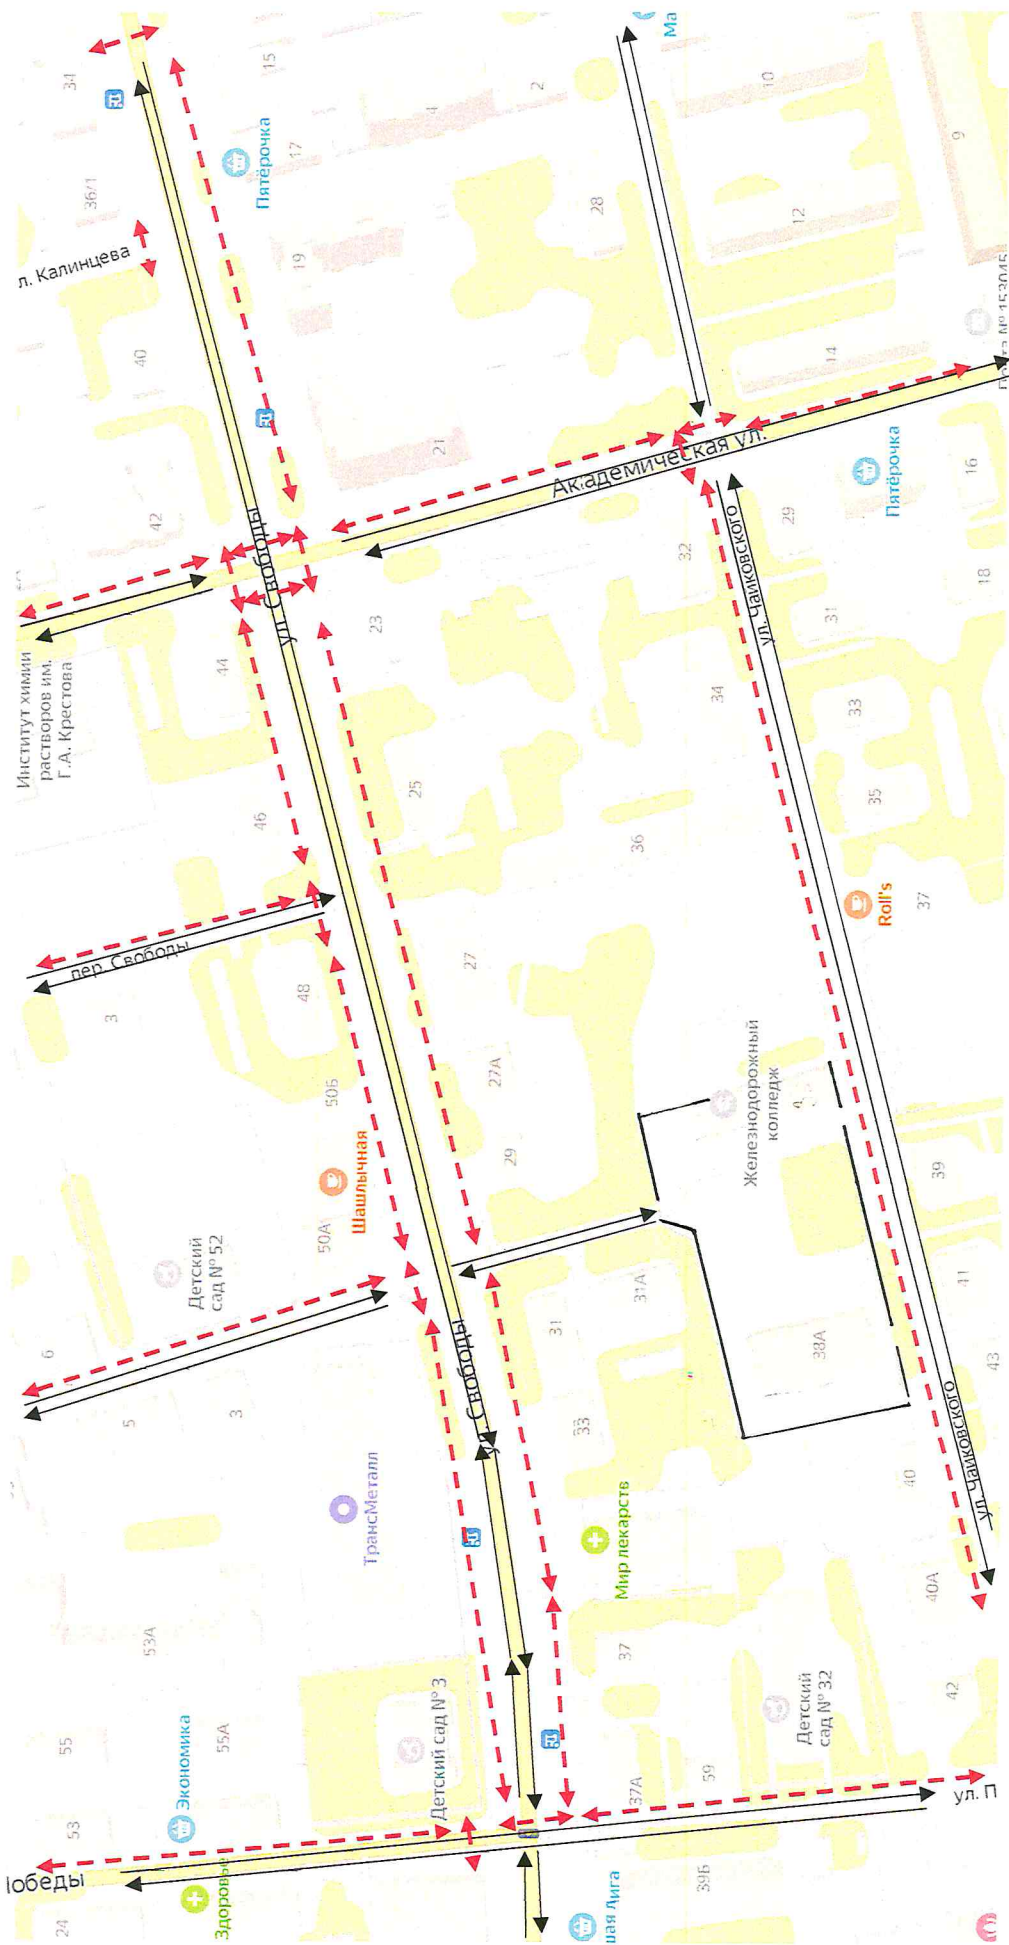 34
15
2
Ма
10
36/1
Пятёрочка
17
4
9
28
12
л. Калинцева
19
40
14
21
42
Академическая ул.
Пятёрочка
16
29
32
ул. Свободы
ул. Чайковского
18
31
23
44
34
33
Институт химии
растворов им.
Г.А. Крестова
25
46
35
36
Roll's
37
пер. Свободы
27
48
3
27А
50Б
Железнодорожный
колледж
29
Шашлычная
50А
39
Детский
сад № 52
31А
41
31
38А
6
43
ул. Свободы
5
3
33
40
ул. Чайковского
ТрансМеталл
Мир лекарств
40А
53А
37
Детский
сад № 32
42
Детский сад № 3
55
55А
Экономика
59
37А
ул. П
53
обеды
39Б
Здоровье
24
шая Лига